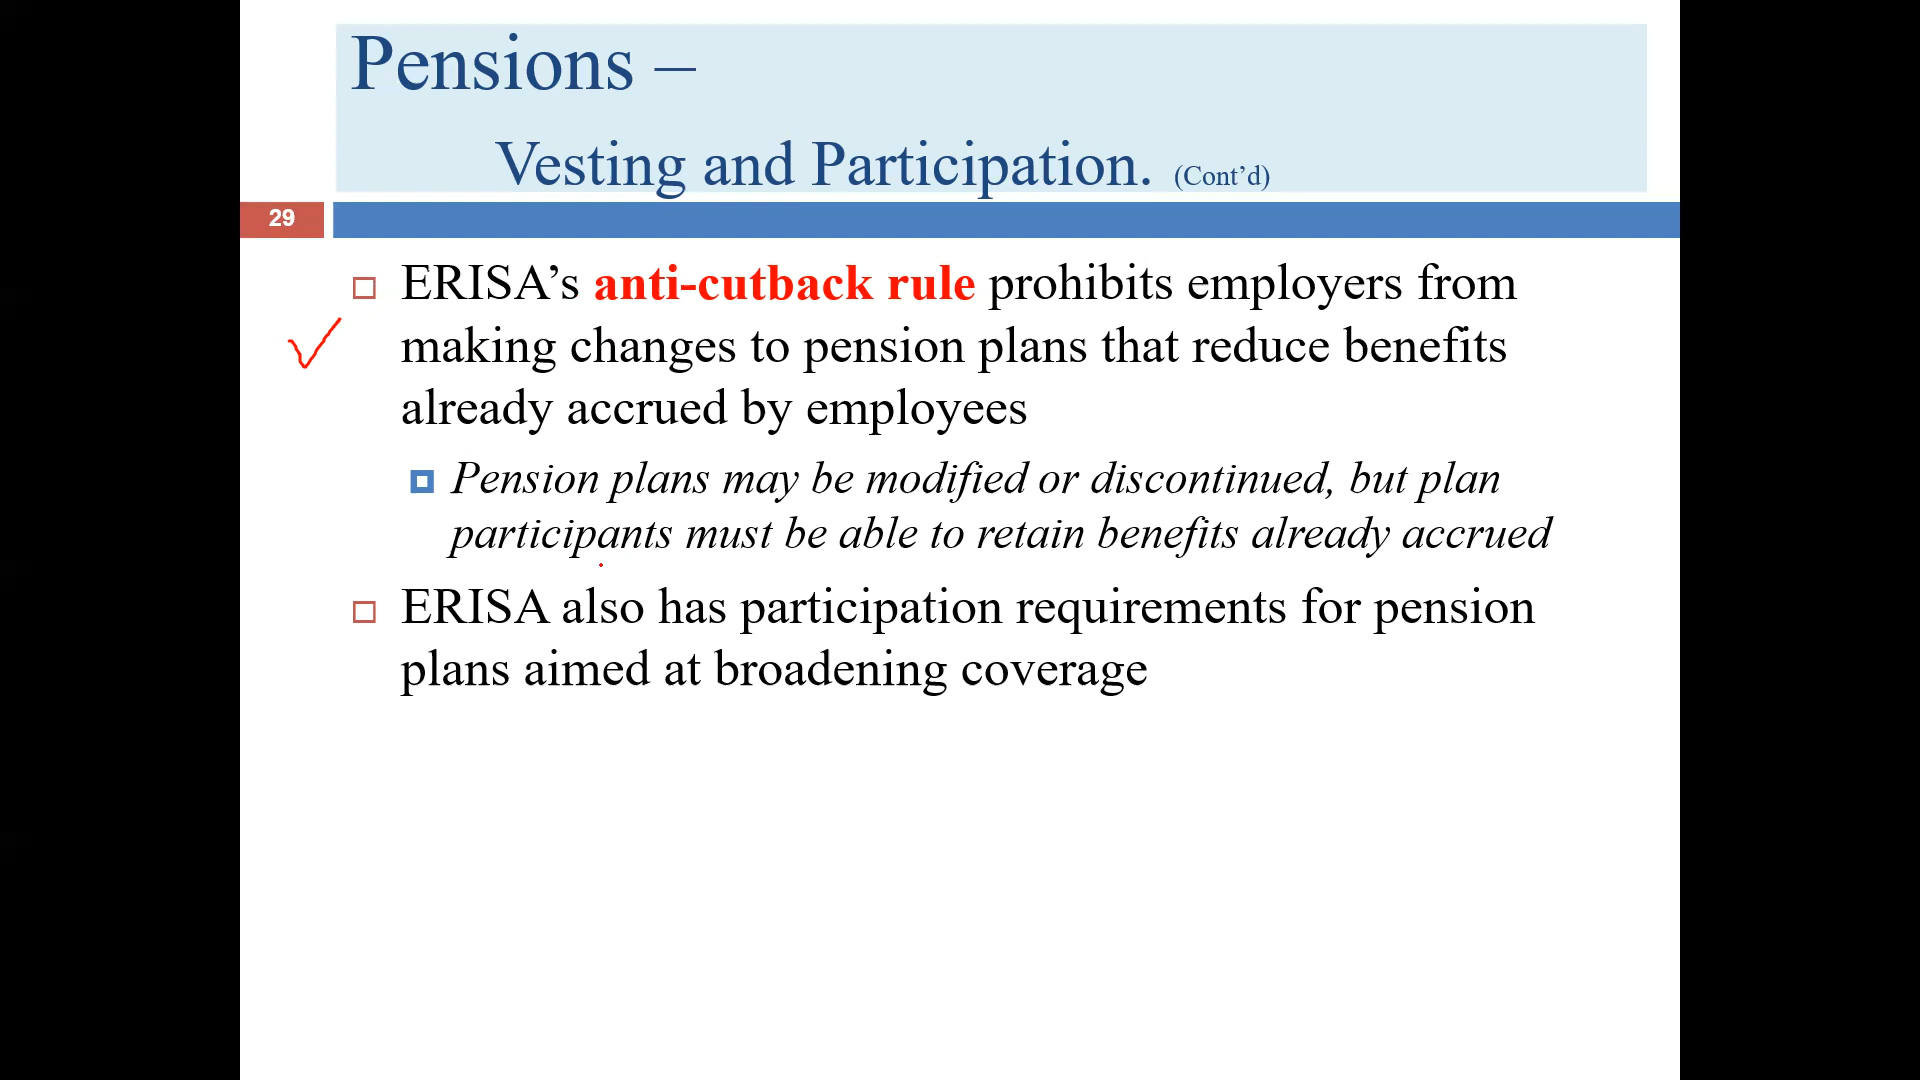 Pensions –
Vesting and Participation. (Cont’d)
29
ERISA’s anti-cutback rule prohibits employers from
making changes to pension plans that reduce benefits
already accrued by employees
Pension plans may be modified or discontinued, but plan
participants must be able to retain benefits already accrued
ERISA also has participation requirements for pension
plans aimed at broadening coverage